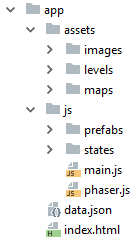 app
assets
images
levels
maps
js
prefabs
states
main.js
phaser.js
data.json
index.html